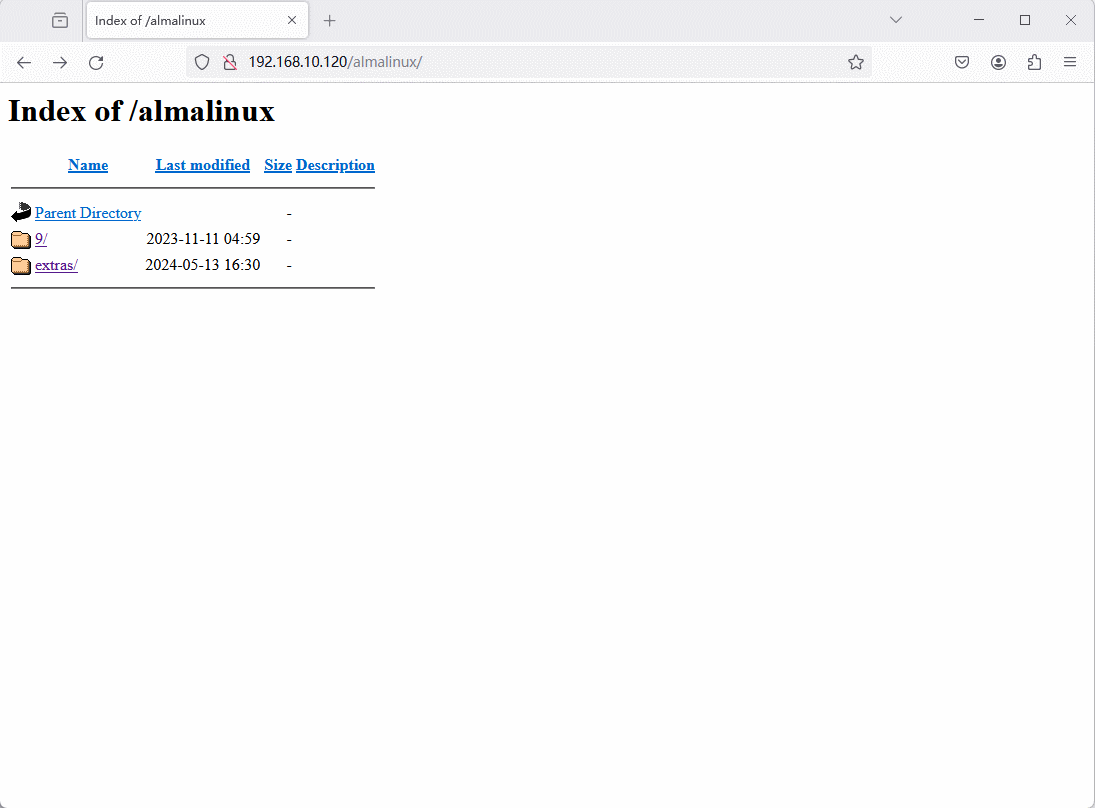 Index of /almalinux
192.168.10.120/almalinux/
Index of /almalinux
Name Last modified Size Description
Parent Directory -
9/ 2023-11-11 04:59 -
extras/ 2024-05-13 16:30 -